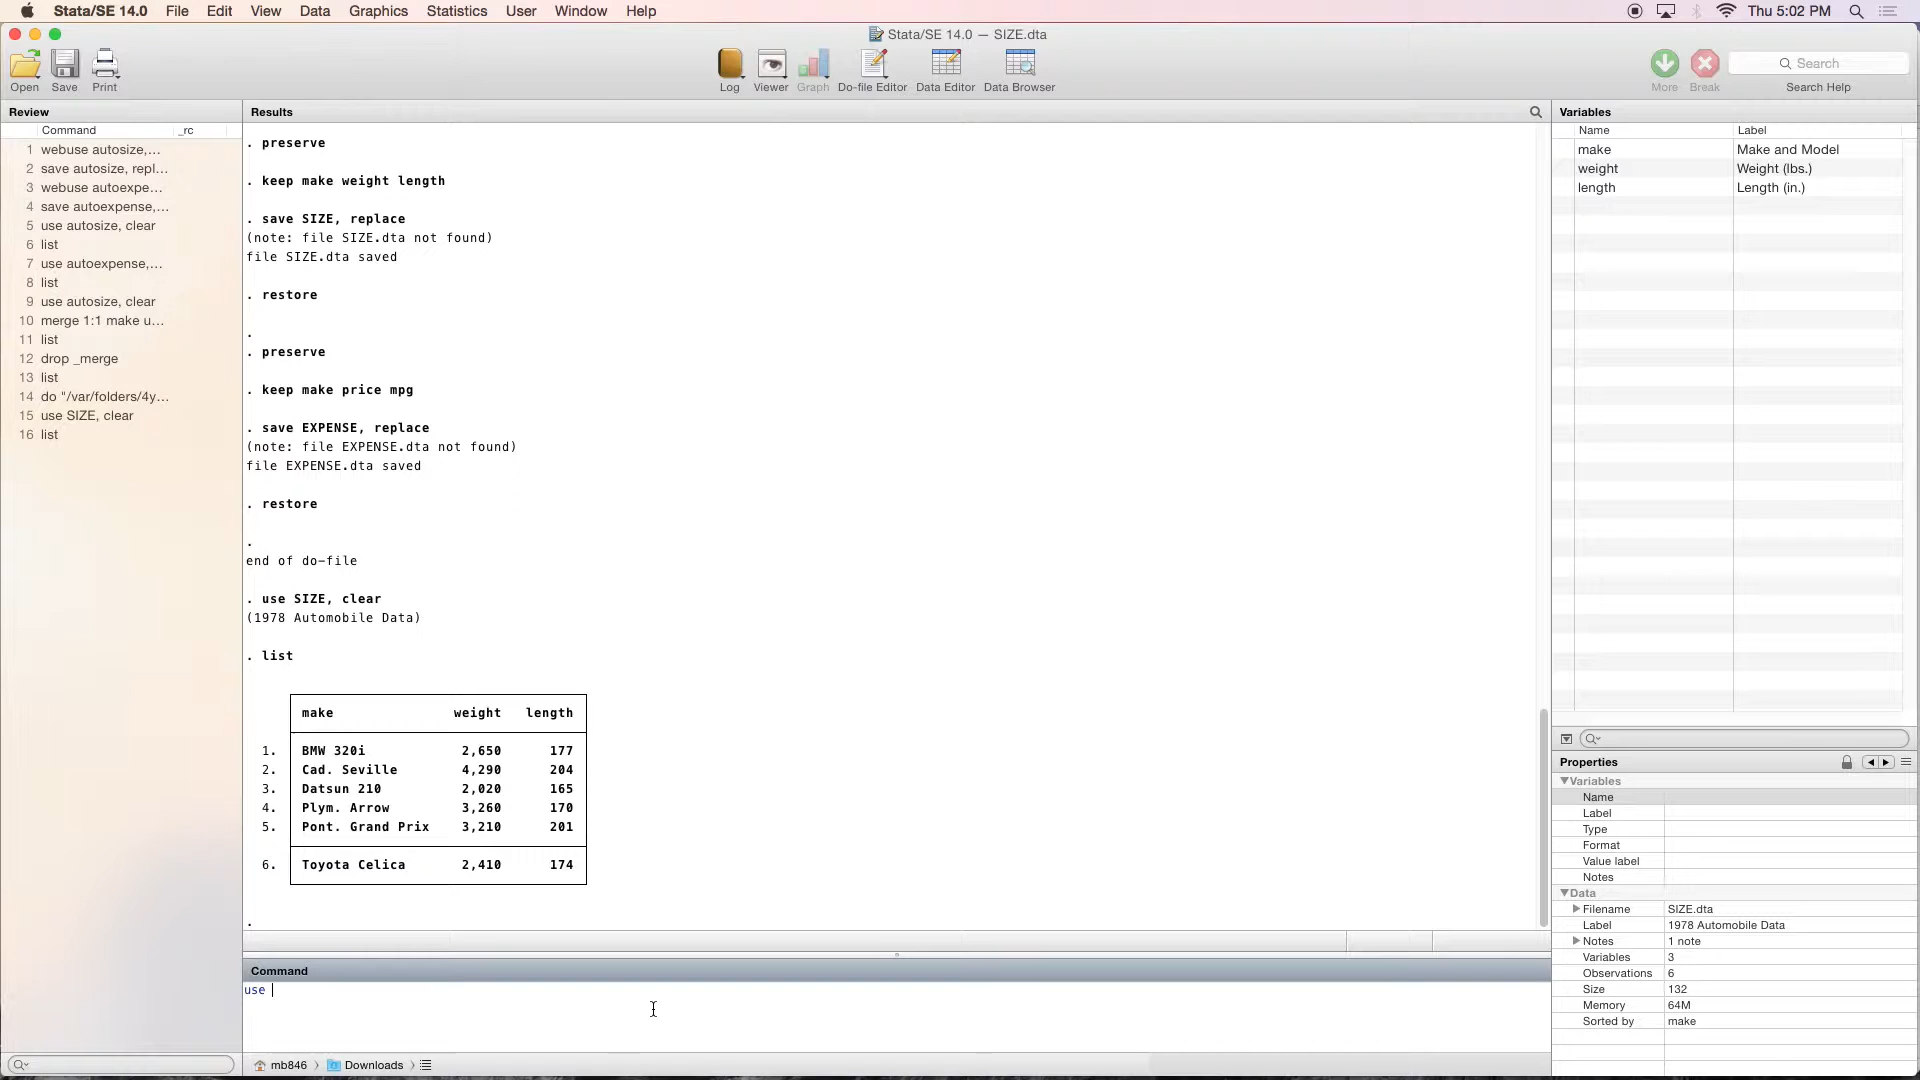 Stata/SE 14.0 File Edit View Data Graphics Statistics User Window Help Thu 5:02 PM
Stata/SE 14.0 — SIZE.dta
Open Save Print Log Viewer Graph Do-file Editor Data Editor Data Browser More Break Search
Search Help
Review
Command _rc
1 webuse autosize,...
2 save autosize, repl...
3 webuse autoexpe...
4 save autoexpense,...
5 use autosize, clear
6 list
7 use autoexpense,...
8 list
9 use autosize, clear
10 merge 1:1 make u...
11 list
12 drop _merge
13 list
14 do "/var/folders/4y...
15 use SIZE, clear
16 list
Results
. preserve
. keep make weight length
. save SIZE, replace
(note: file SIZE.dta not found)
file SIZE.dta saved
. restore
.
. preserve
. keep make price mpg
. save EXPENSE, replace
(note: file EXPENSE.dta not found)
file EXPENSE.dta saved
. restore
.
end of do-file
. use SIZE, clear
(1978 Automobile Data)
. list
make weight length
1. BMW 320i 2,650 177
2. Cad. Seville 4,290 204
3. Datsun 210 2,020 165
4. Plym. Arrow 3,260 170
5. Pont. Grand Prix 3,210 201
6. Toyota Celica 2,410 174
.
Command
use
mb846 Downloads
Variables
Name Label
make Make and Model
weight Weight (lbs.)
length Length (in.)
Properties
Variables
Name
Label
Type
Format
Value label
Notes
Data
Filename SIZE.dta
Label 1978 Automobile Data
Notes 1 note
Variables 3
Observations 6
Size 132
Memory 64M
Sorted by make